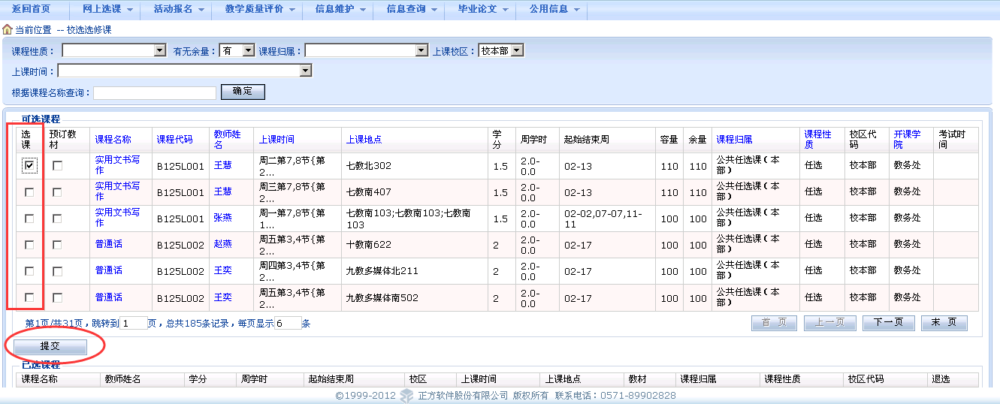 返回首页 网上选课 活动报名 教学质量评价 信息维护 信息查询 毕业论文 公用信息
当前位置 -- 校选选修课
课程性质： 有无余量：有 课程归属： 上课校区：校本部
上课时间：
根据课程名称查询： 确定
可选课程
选课 预订教材 课程名称 课程代码 教师姓名 上课时间 上课地点 学分 周学时 起始结束周 容量 余量 课程归属 课程性质 校区代码 开课学院 考试时间
实用文书写作 B125L001 王慧 周二第7,8节{第2... 七教北302 1.5 2.0-0.0 02-13 110 110 公共任选课(本部) 任选 校本部 教务处
实用文书写作 B125L001 王慧 周三第7,8节{第2... 七教南407 1.5 2.0-0.0 02-13 110 110 公共任选课(本部) 任选 校本部 教务处
实用文书写作 B125L001 张燕 周一第7,8节{第1... 七教南103;七教南103;七教南103 1.5 2.0-0.0 02-02,07-07,11-11 100 100 公共任选课(本部) 任选 校本部 教务处
普通话 B125L002 赵燕 周五第3,4节{第2... 十教南622 2 2.0-0.0 02-17 100 100 公共任选课(本部) 任选 校本部 教务处
普通话 B125L002 王奕 周四第3,4节{第2... 九教多媒体北211 2 2.0-0.0 02-17 100 100 公共任选课(本部) 任选 校本部 教务处
普通话 B125L002 王奕 周五第3,4节{第2... 九教多媒体南502 2 2.0-0.0 02-17 100 100 公共任选课(本部) 任选 校本部 教务处
第1页/共31页，跳转到 1 页，总共185条记录，每页显示 6 条 首 页 上一页 下一页 末 页
提交
已选课程
课程名称 教师姓名 学分 周学时 起始结束周 校区 上课时间 上课地点 教材 课程归属 课程性质 校区代码 退选
©1999-2012 正方软件股份有限公司 版权所有 联系电话：0571-89902828